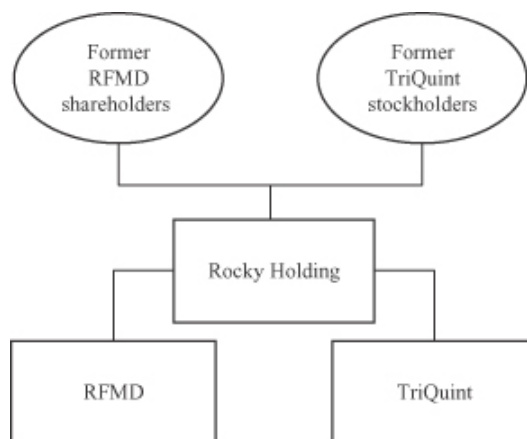 Former
RFMD
shareholders
Former
TriQuint
stockholders
Rocky Holding
RFMD
TriQuint